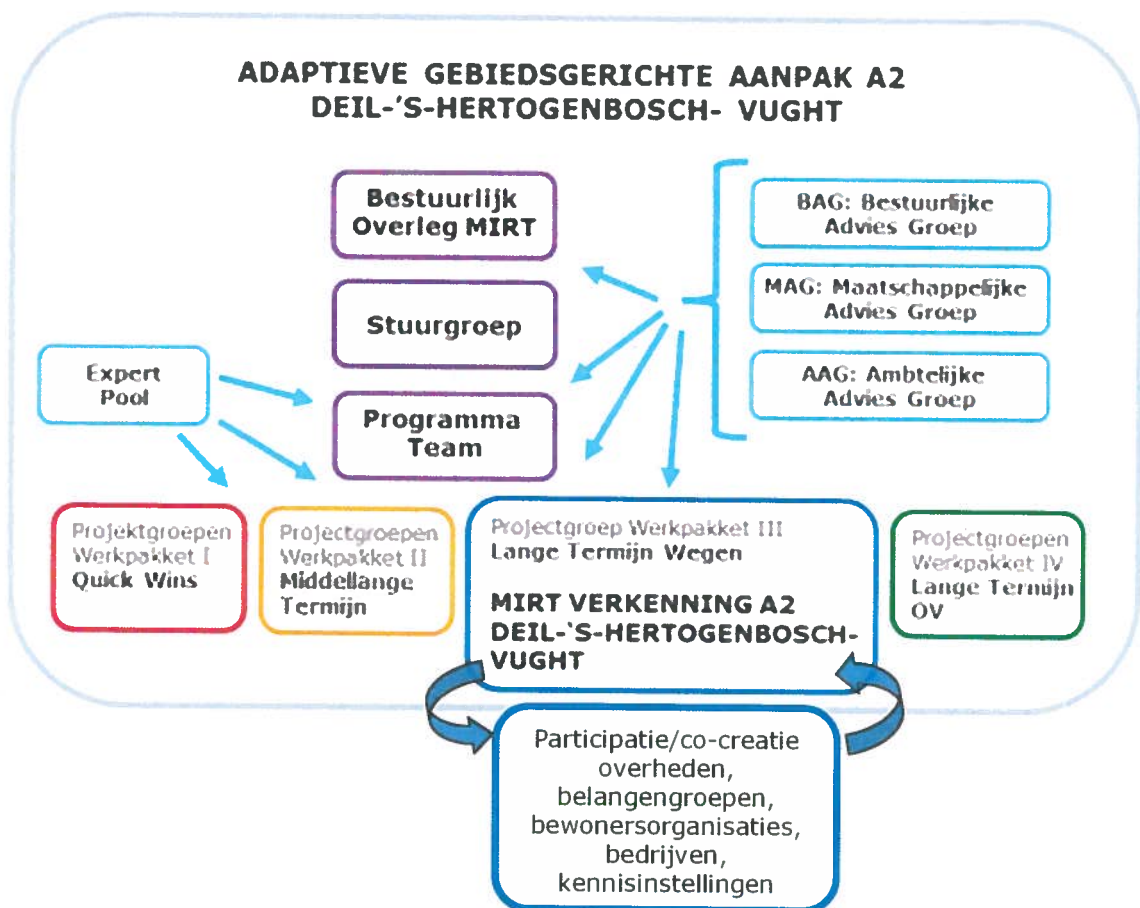 ADAPTIEVE GEBIEDSGERICHTE AANPAK A2
DEIL-'S-HERTOGENBOSCH- VUGHT
Bestuurlijk
Overleg MIRT
Stuurgroep
Programma
Team
BAG: Bestuurlijke
Advies Groep
MAG: Maatschappelijke
Advies Groep
AAG: Ambtelijke
Advies Groep
Expert
Pool
Projektgroepen
Werkpakket I
Quick Wins
Projectgroepen
Werkpakket II
Middellange
Termijn
Projectgroep Werkpakket III
Lange Termijn Wegen
MIRT VERKENNING A2
DEIL-'S-HERTOGENBOSCH-
VUGHT
Projectgroepen
Werkpakket IV
Lange Termijn
OV
Participatie/co-creatie
overheden,
belangengroepen,
bewonersorganisaties,
bedrijven,
kennisinstellingen